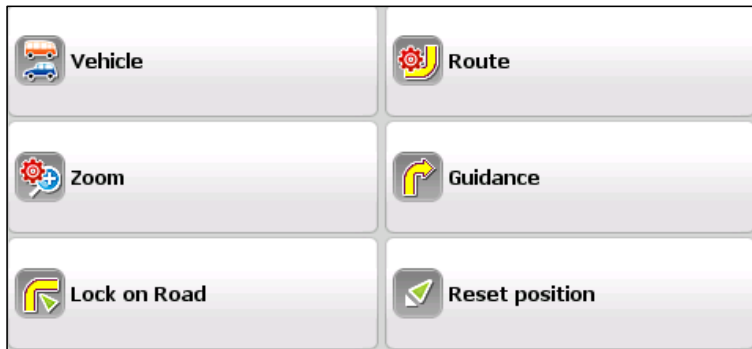 Vehicle
Route
Zoom
Guidance
Lock on Road
Reset position